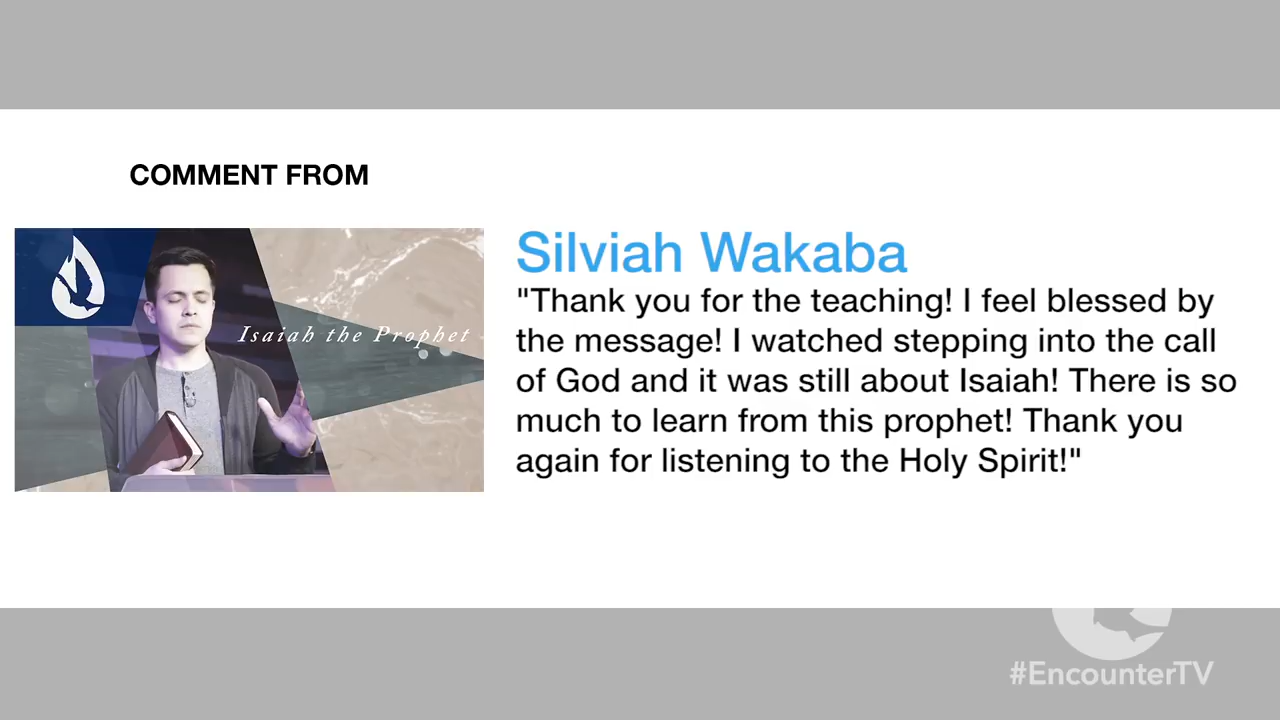 COMMENT FROM
Isaiah the Prophet
Silviah Wakaba
"Thank you for the teaching! I feel blessed by
the message! I watched stepping into the call
of God and it was still about Isaiah! There is so
much to learn from this prophet! Thank you
again for listening to the Holy Spirit!"
#EncounterTV